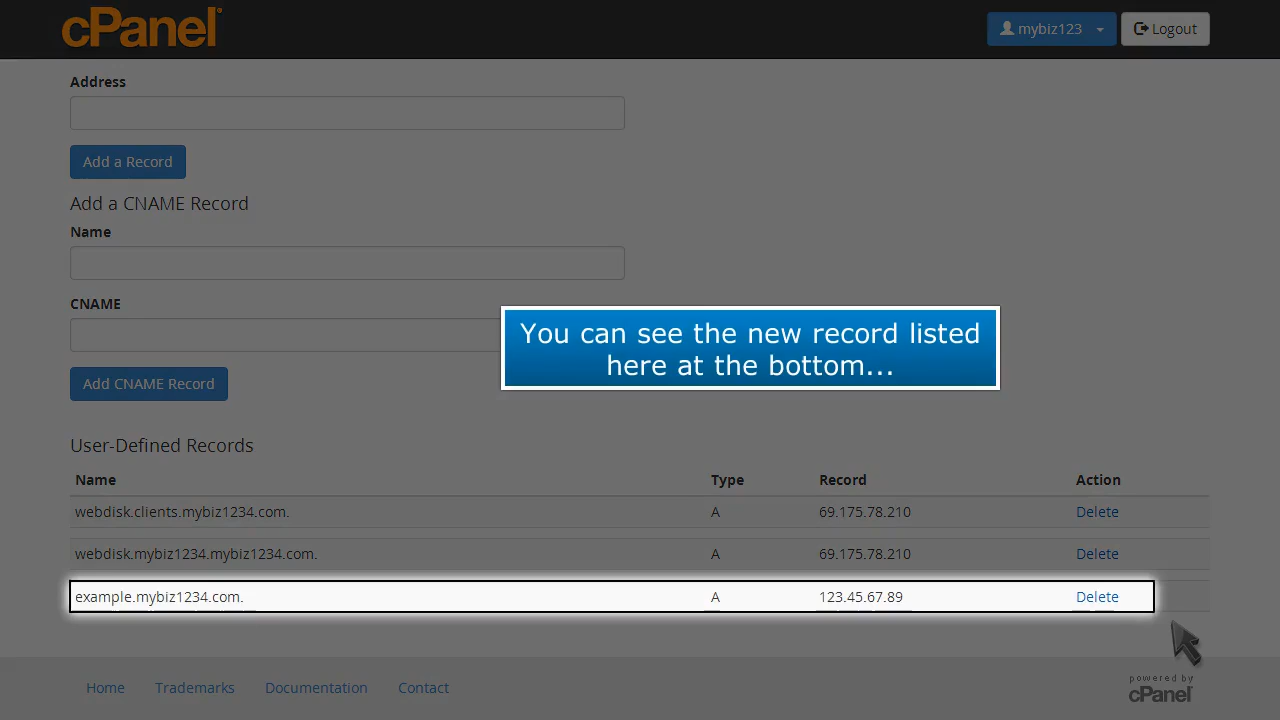 cPanel
mybiz123
Logout
Address
Add a Record
Add a CNAME Record
Name
CNAME
You can see the new record listed
here at the bottom...
Add CNAME Record
User-Defined Records
Name Type Record Action
webdisk.clients.mybiz1234.com. A 69.175.78.210 Delete
webdisk.mybiz1234.mybiz1234.com. A 69.175.78.210 Delete
example.mybiz1234.com. A 123.45.67.89 Delete
Home Trademarks Documentation Contact
powered by
cPanel